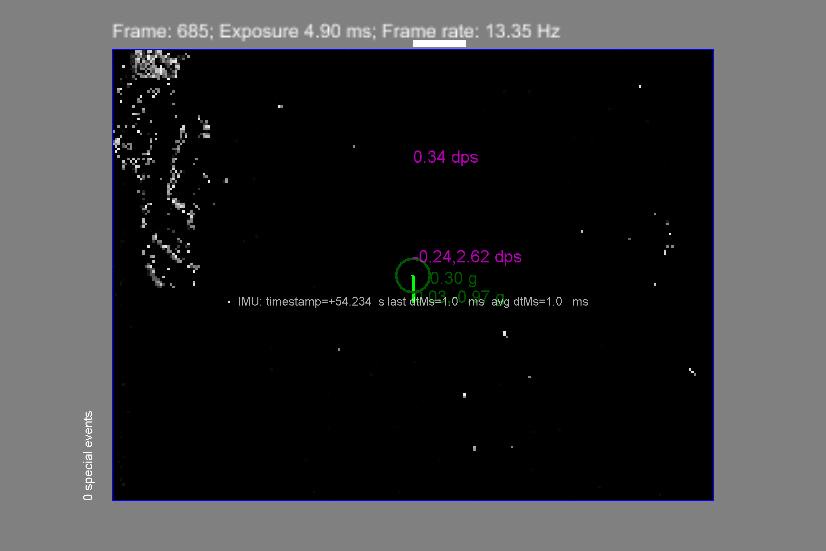 Frame: 685; Exposure 4.90 ms; Frame rate: 13.35 Hz
0.34 dps
-0.24,2.62 dps
0.30 g
IMU: timestamp=+54.234 s last dtMs=1.0 ms avg dtMs=1.0 ms
0 special events